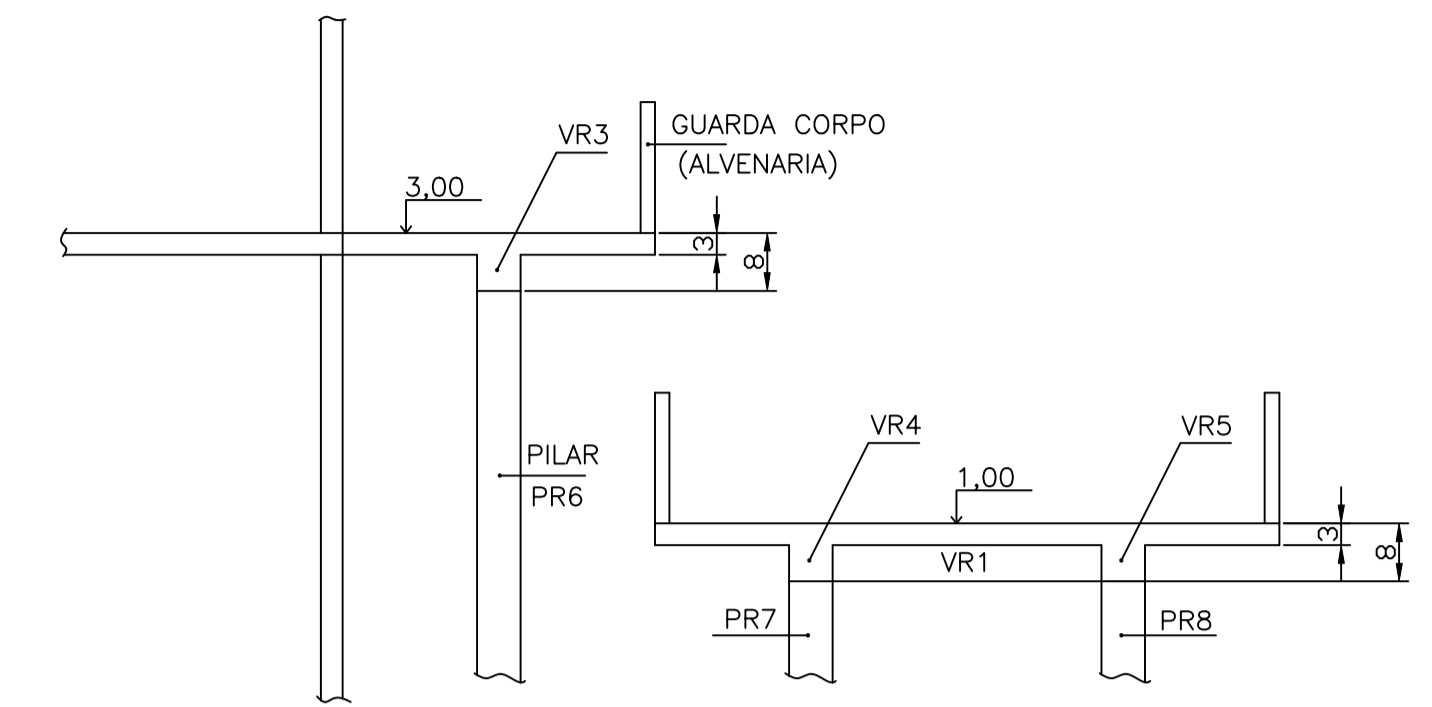 VR3
GUARDA CORPO
(ALVENARIA)
3,00
3
8
PILAR
PR6
VR4
VR5
1,00
3
8
VR1
PR7
PR8